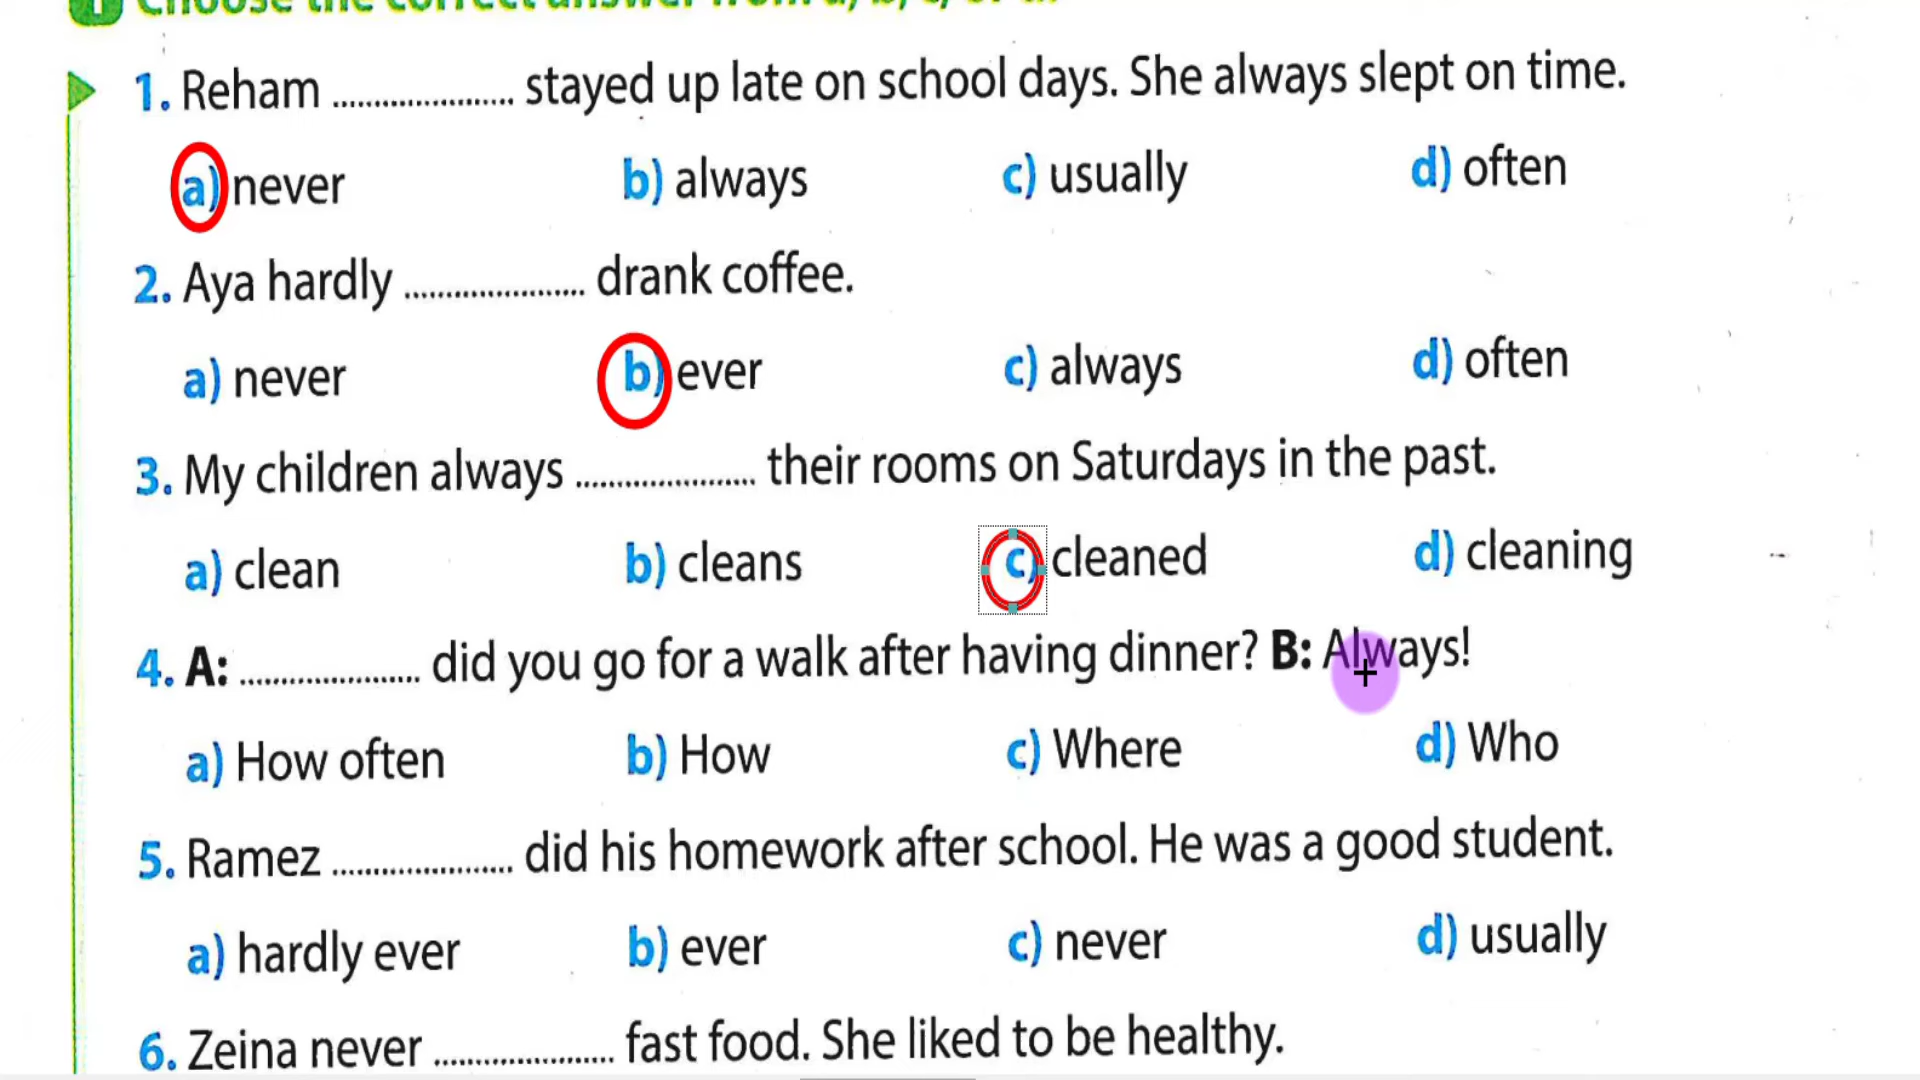 1. Reham ..................... stayed up late on school days. She always slept on time.
a) never b) always c) usually d) often
2. Aya hardly ..................... drank coffee.
a) never b) ever c) always d) often
3. My children always ..................... their rooms on Saturdays in the past.
a) clean b) cleans c) cleaned d) cleaning
4. A: ..................... did you go for a walk after having dinner? B: Always!
a) How often b) How c) Where d) Who
5. Ramez ..................... did his homework after school. He was a good student.
a) hardly ever b) ever c) never d) usually
6. Zeina never ..................... fast food. She liked to be healthy.